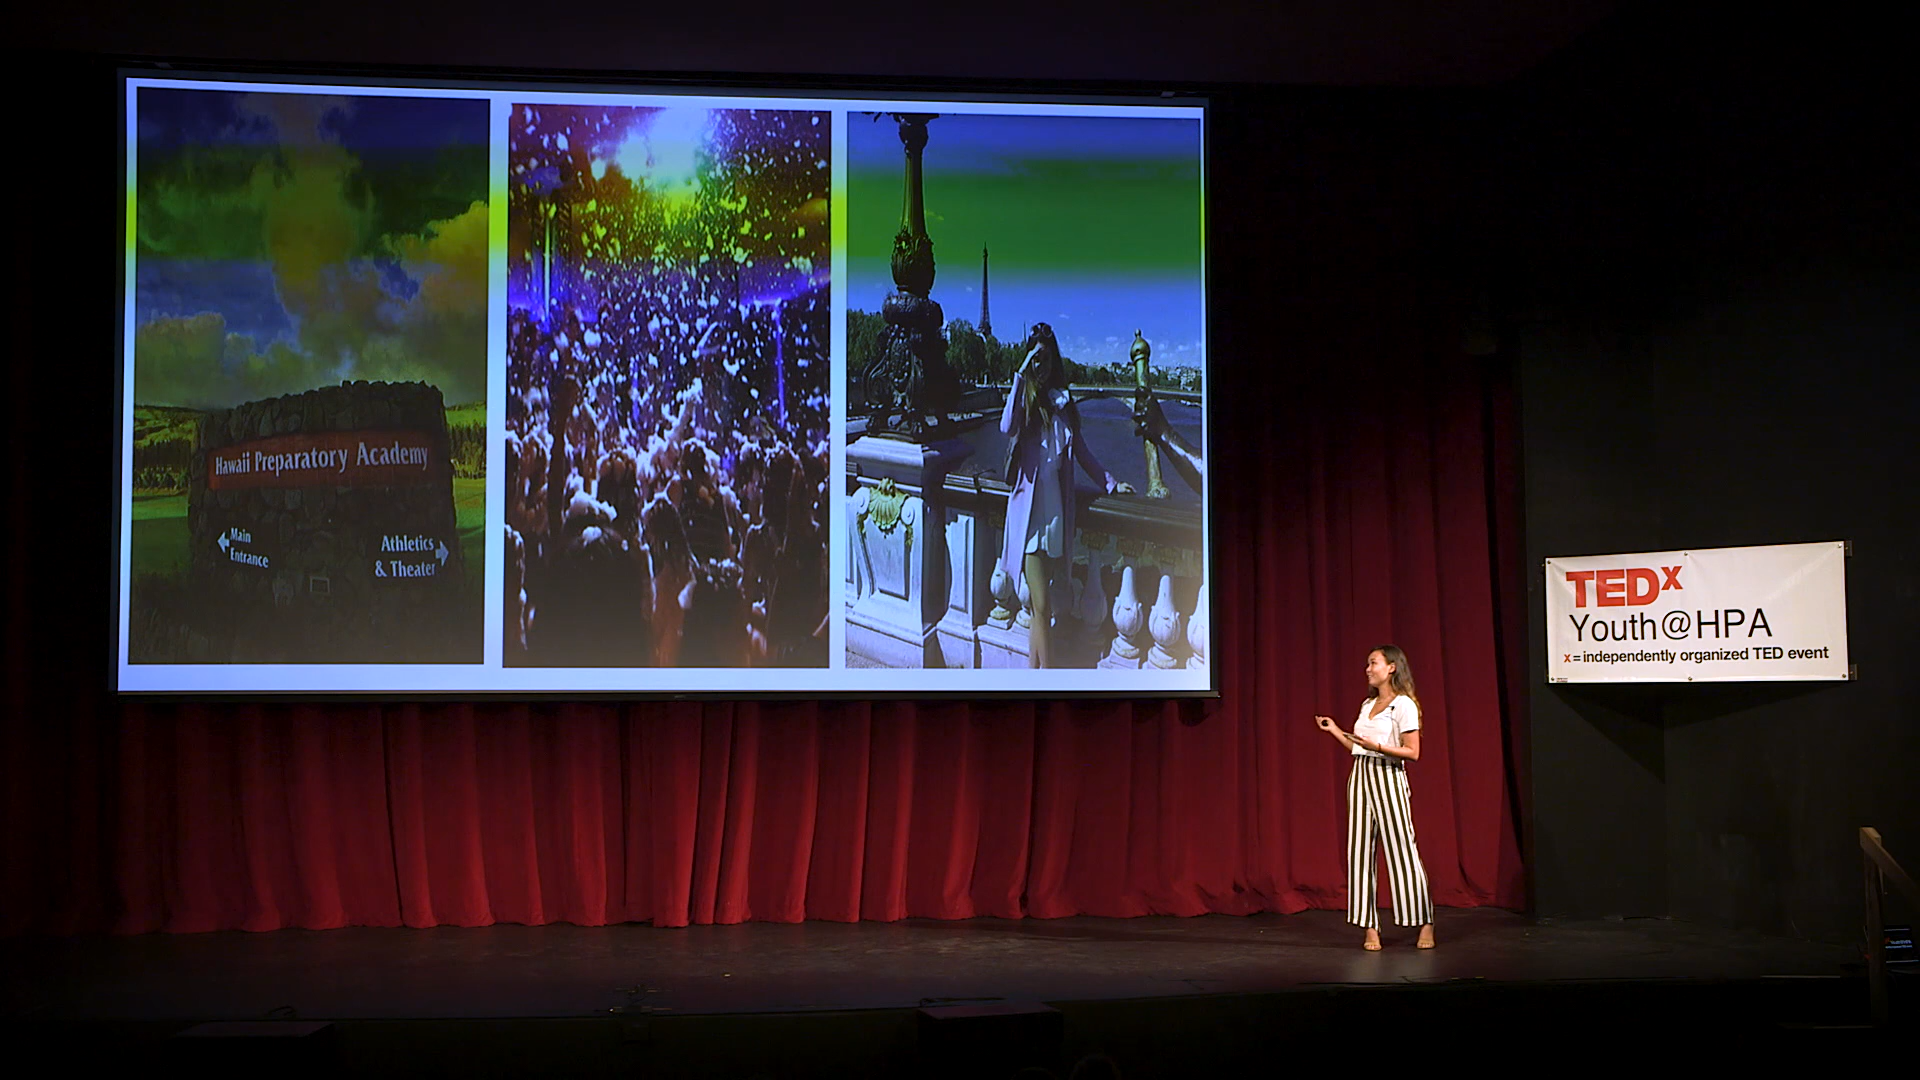 Hawaii Preparatory Academy
Main
Entrance
Athletics
& Theater
TEDx
Youth@HPA
x = independently organized TED event